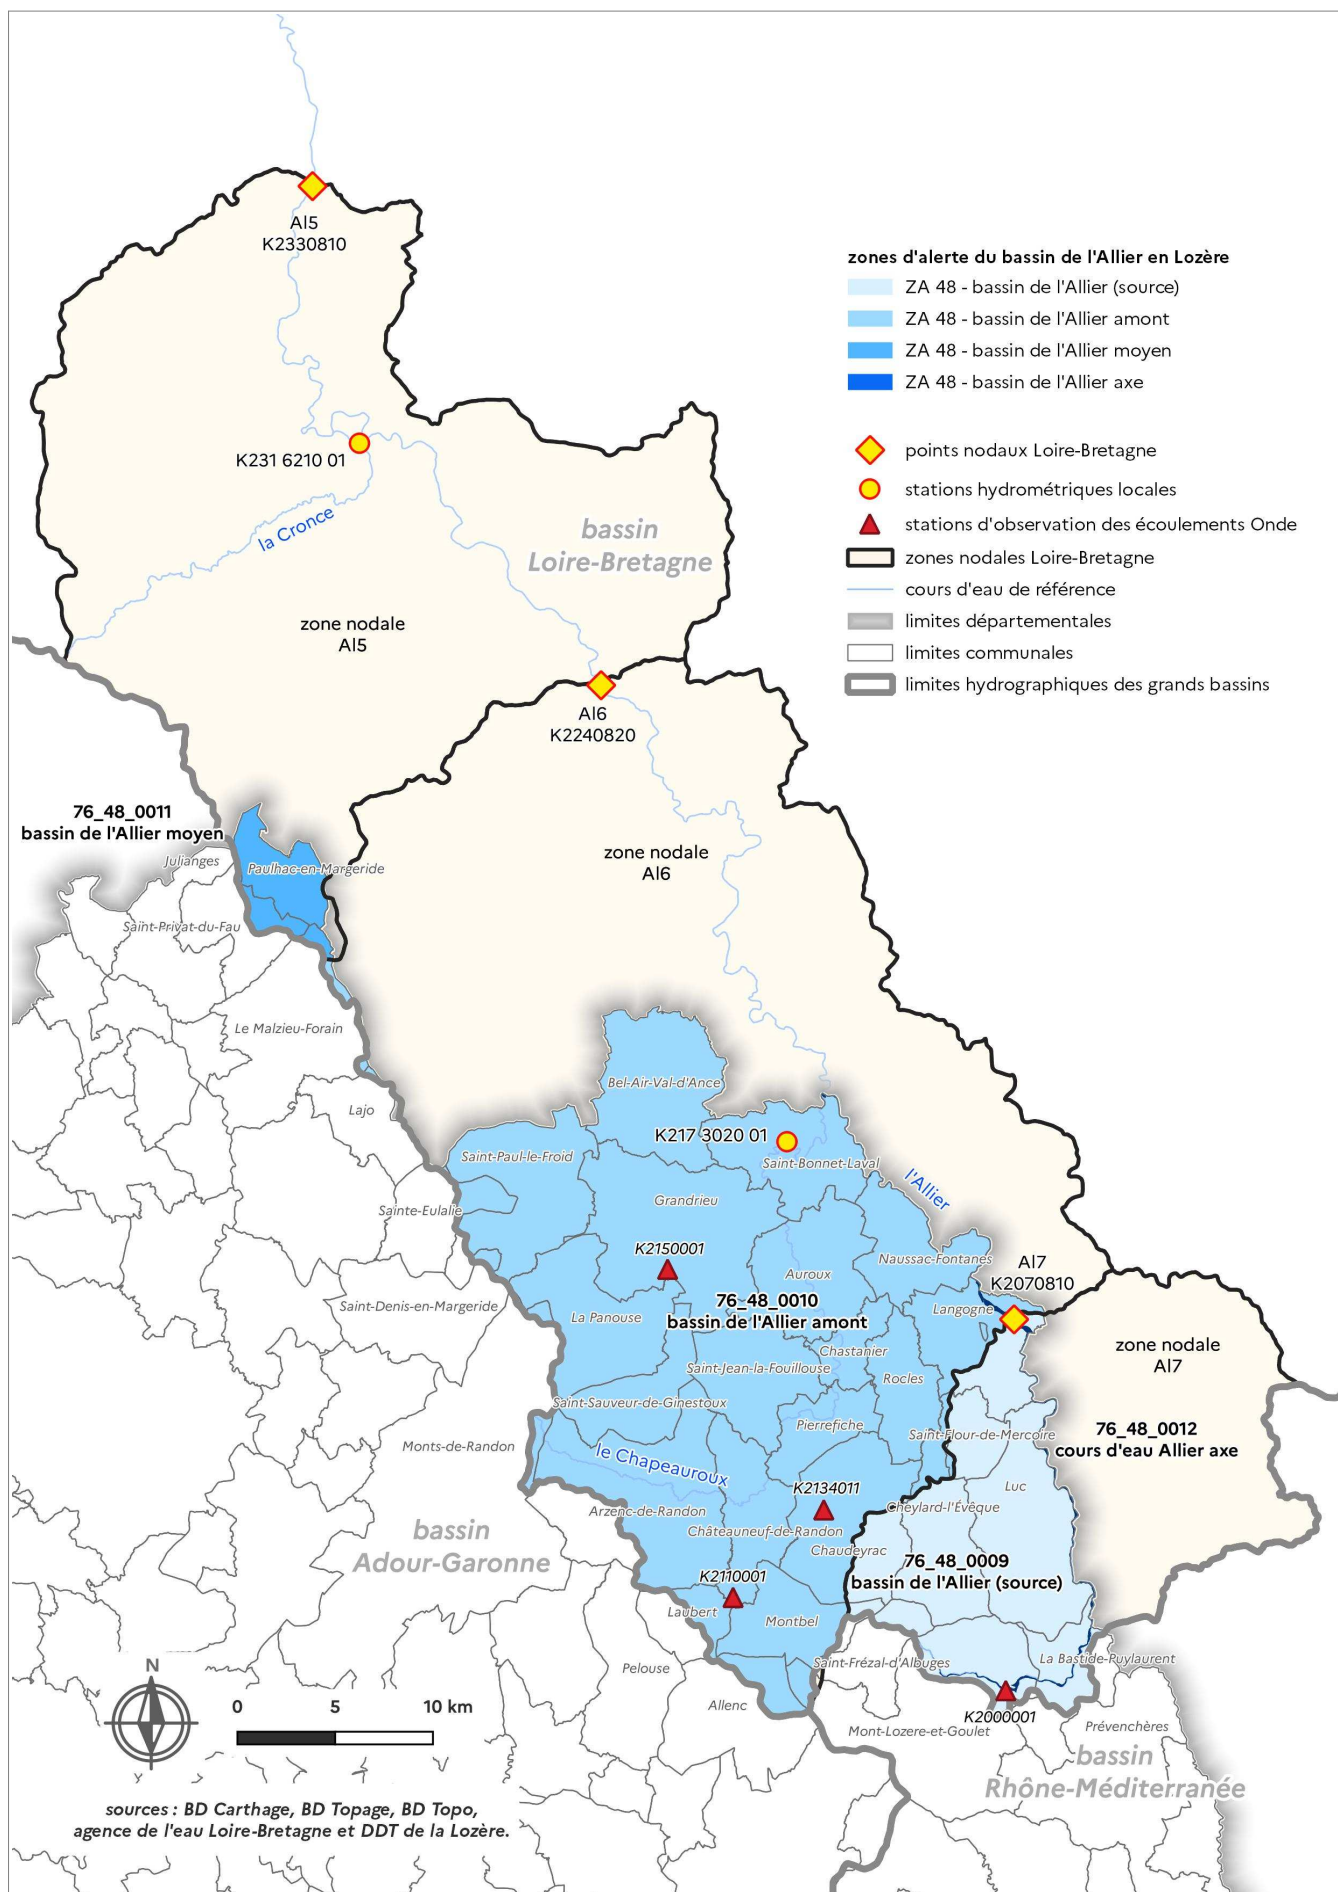 Al5
K2330810
zones d'alerte du bassin de l'Allier en Lozère
ZA 48 - bassin de l'Allier (source)
ZA 48 - bassin de l'Allier amont
ZA 48 - bassin de l'Allier moyen
ZA 48 - bassin de l'Allier axe
points nodaux Loire-Bretagne
stations hydrométriques locales
stations d'observation des écoulements Onde
zones nodales Loire-Bretagne
cours d'eau de référence
limites départementales
limites communales
limites hydrographiques des grands bassins
K231 6210 01
la Cronce
bassin
Loire-Bretagne
zone nodale
Al5
Al6
K2240820
76_48_0011
bassin de l'Allier moyen
zone nodale
Al6
Julianges
Paulhac-en-Margeride
Saint-Privat-du-Fau
Le Malzieu-Forain
Bel-Air-Val-d'Ance
Lajo
K217 3020 01
Saint-Paul-le-Froid
Saint-Bonnet-Laval
l'Allier
Grandrieu
Sainte-Eulalie
K2150001
Naussac-Fontanes
Al7
K2070810
Auroux
76_48_0010
bassin de l'Allier amont
Saint-Denis-en-Margeride
La Panouse
Langogne
zone nodale
Al7
Chastanier
Saint-Jean-la-Fouillouse
Rocles
Saint-Sauveur-de-Ginestoux
Pierrefiche
Saint-Flour-de-Mercoire
76_48_0012
cours d'eau Allier axe
Monts-de-Randon
le Chapeauroux
K2134011
Luc
Arzenc-de-Randon
Cheylard-l'Évêque
Châteauneuf-de-Randon
Chaudeyrac
bassin
Adour-Garonne
76_48_0009
bassin de l'Allier (source)
K2110001
Laubert
Montbel
Saint-Frézal-d'Albuges
La Bastide-Puylaurent
Pelouse
Allenc
K2000001
Mont-Lozere-et-Goulet
Prévenchères
bassin
Rhône-Méditerranée
N
0 5 10 km
sources : BD Carthage, BD Topage, BD Topo,
agence de l'eau Loire-Bretagne et DDT de la Lozère.